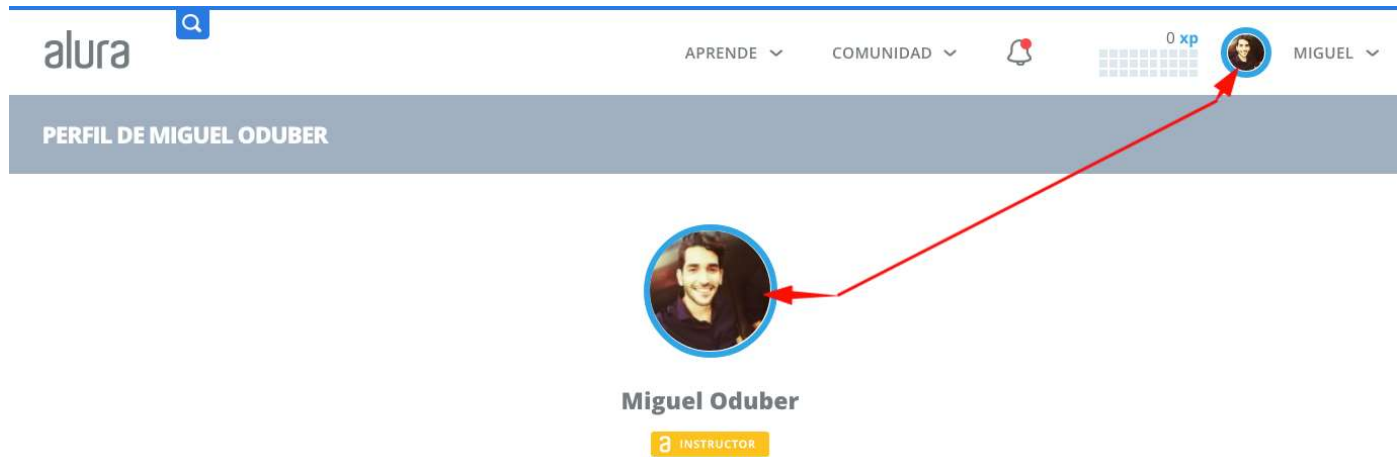 alura
APRENDE COMUNIDAD 0 xp MIGUEL
PERFIL DE MIGUEL ODUBER
Miguel Oduber
a INSTRUCTOR